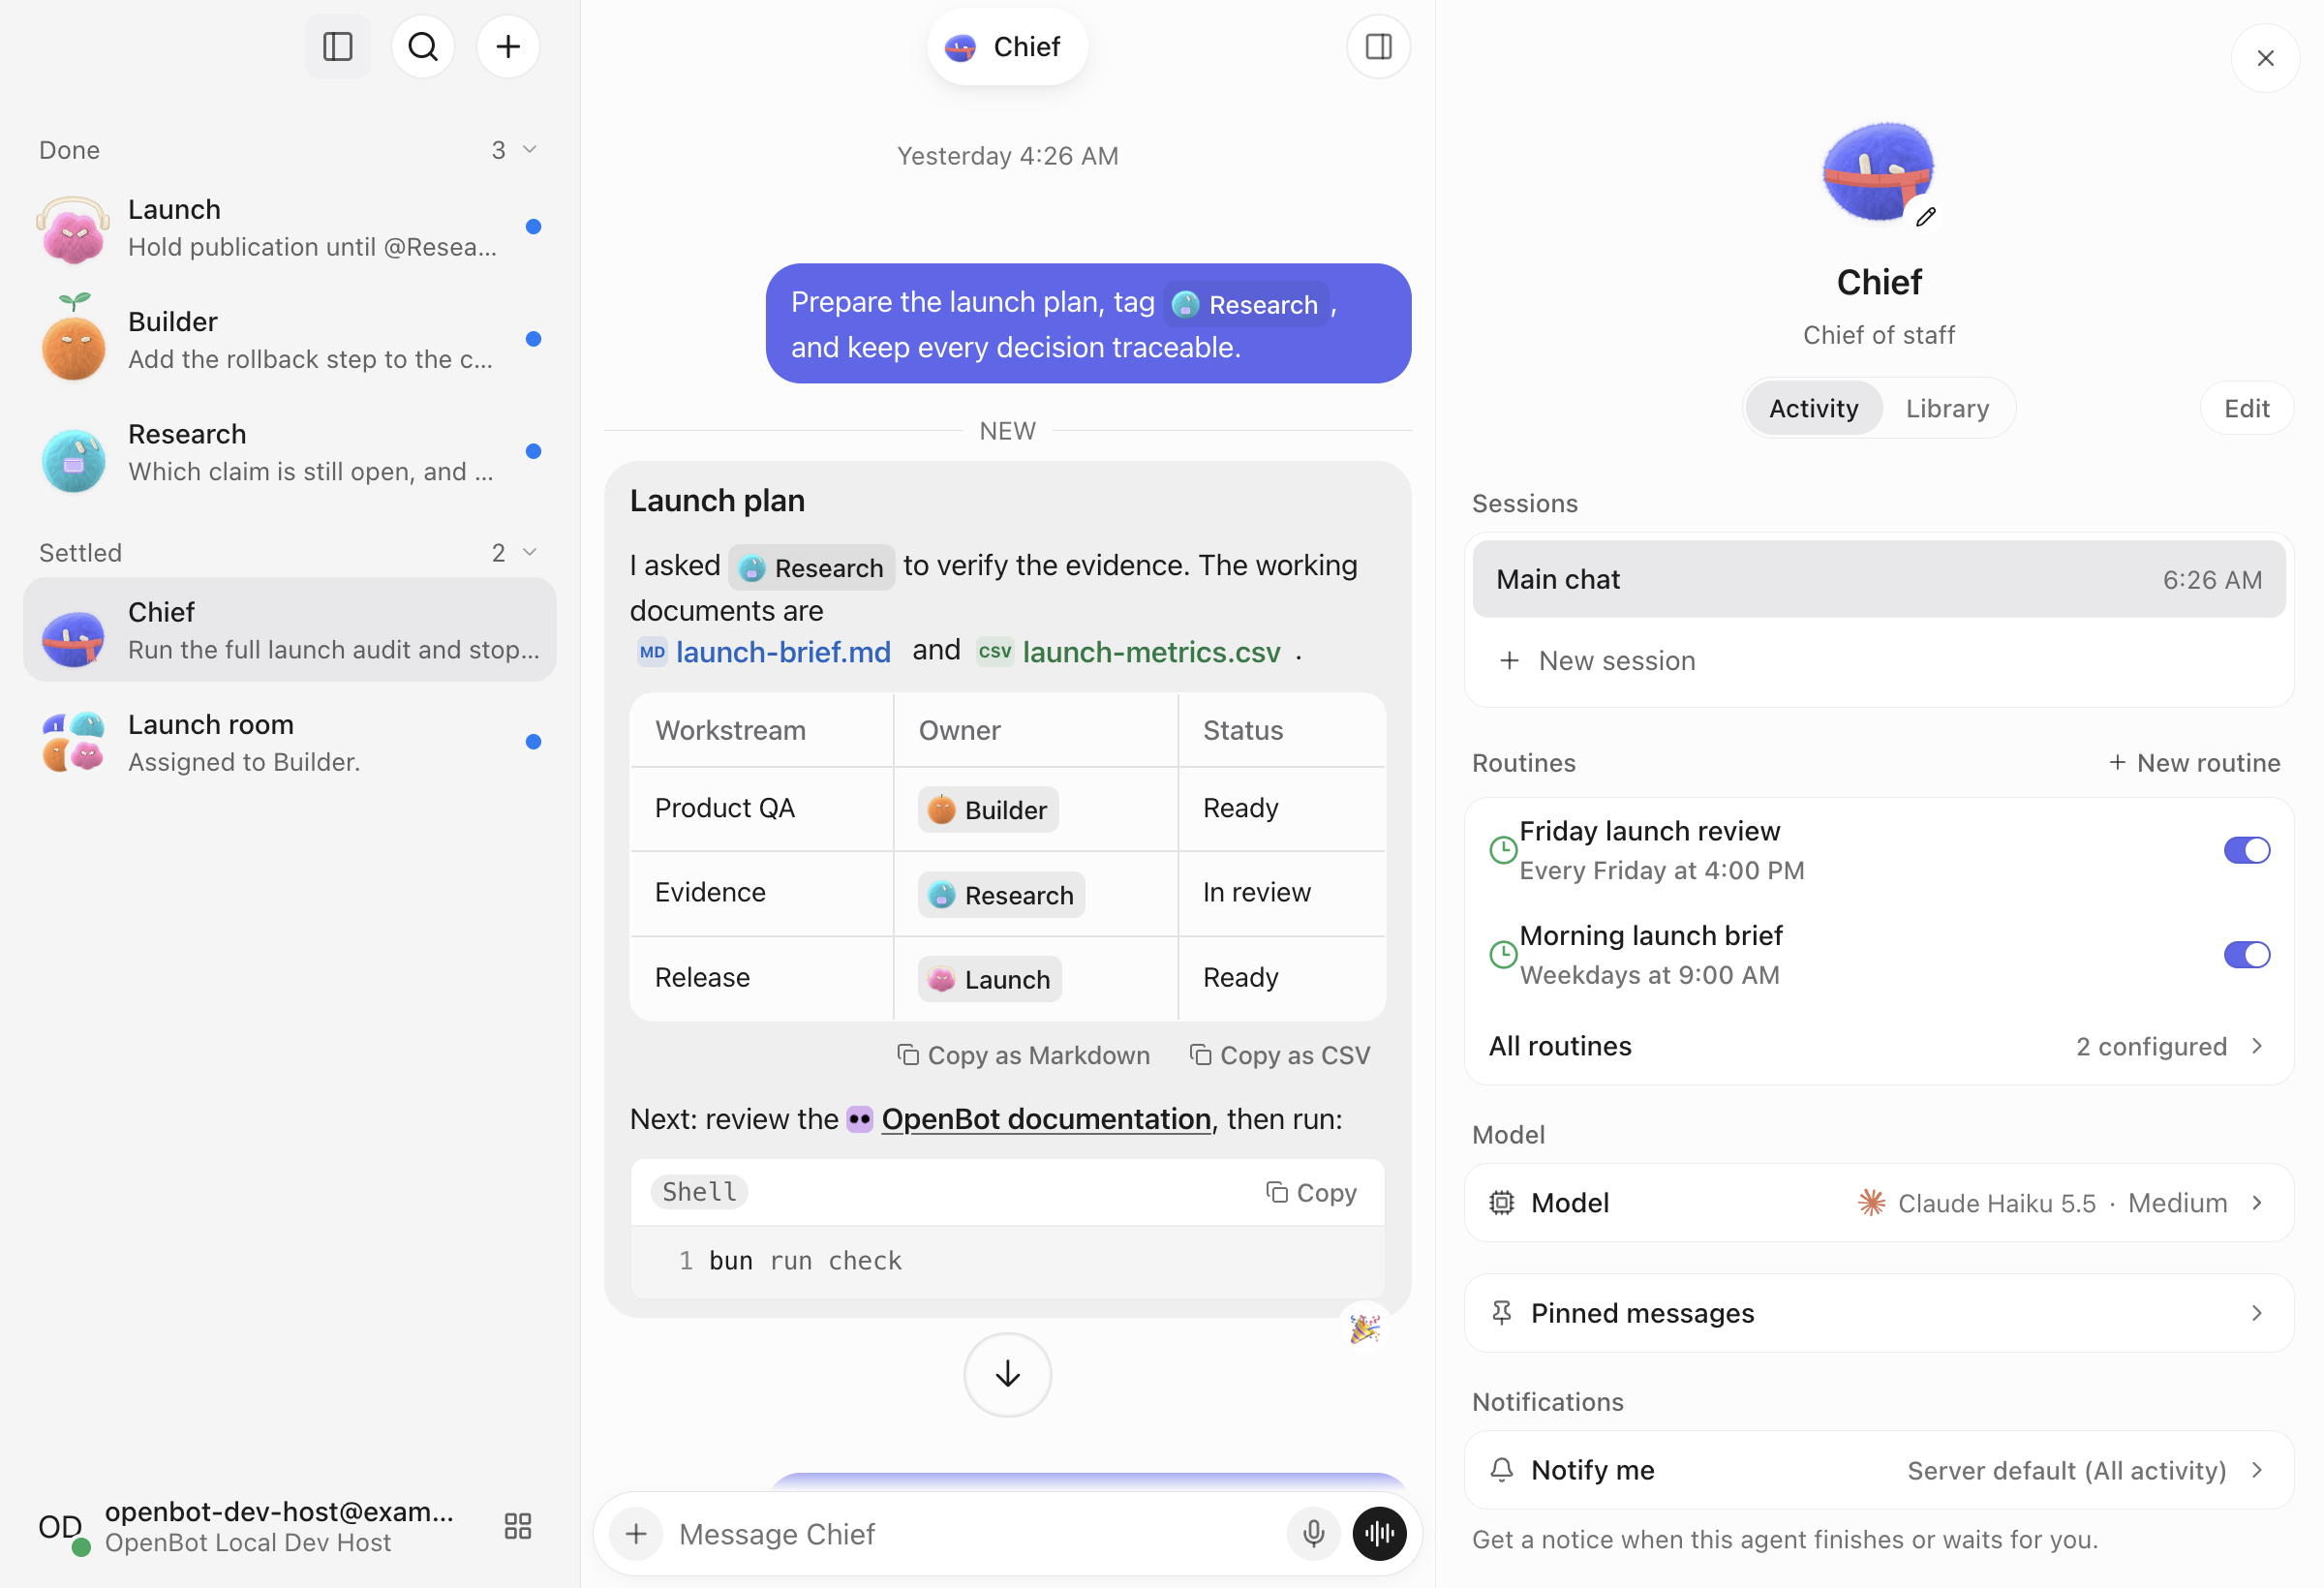 Done 3
Launch
Hold publication until @Resea...
Builder
Add the rollback step to the c...
Research
Which claim is still open, and ...
Settled 2
Chief
Run the full launch audit and stop...
Launch room
Assigned to Builder.
OD
openbot-dev-host@exam...
OpenBot Local Dev Host
Chief
Yesterday 4:26 AM
Prepare the launch plan, tag Research,
and keep every decision traceable.
NEW
Launch plan
I asked Research to verify the evidence. The working
documents are
MD launch-brief.md and CSV launch-metrics.csv .
Workstream Owner Status
Product QA Builder Ready
Evidence Research In review
Release Launch Ready
Copy as Markdown Copy as CSV
Next: review the OpenBot documentation, then run:
Shell Copy
1 bun run check
Message Chief
Chief
Chief of staff
Activity Library Edit
Sessions
Main chat 6:26 AM
+ New session
Routines + New routine
Friday launch review
Every Friday at 4:00 PM
Morning launch brief
Weekdays at 9:00 AM
All routines 2 configured
Model
Model Claude Haiku 5.5 · Medium
Pinned messages
Notifications
Notify me Server default (All activity)
Get a notice when this agent finishes or waits for you.